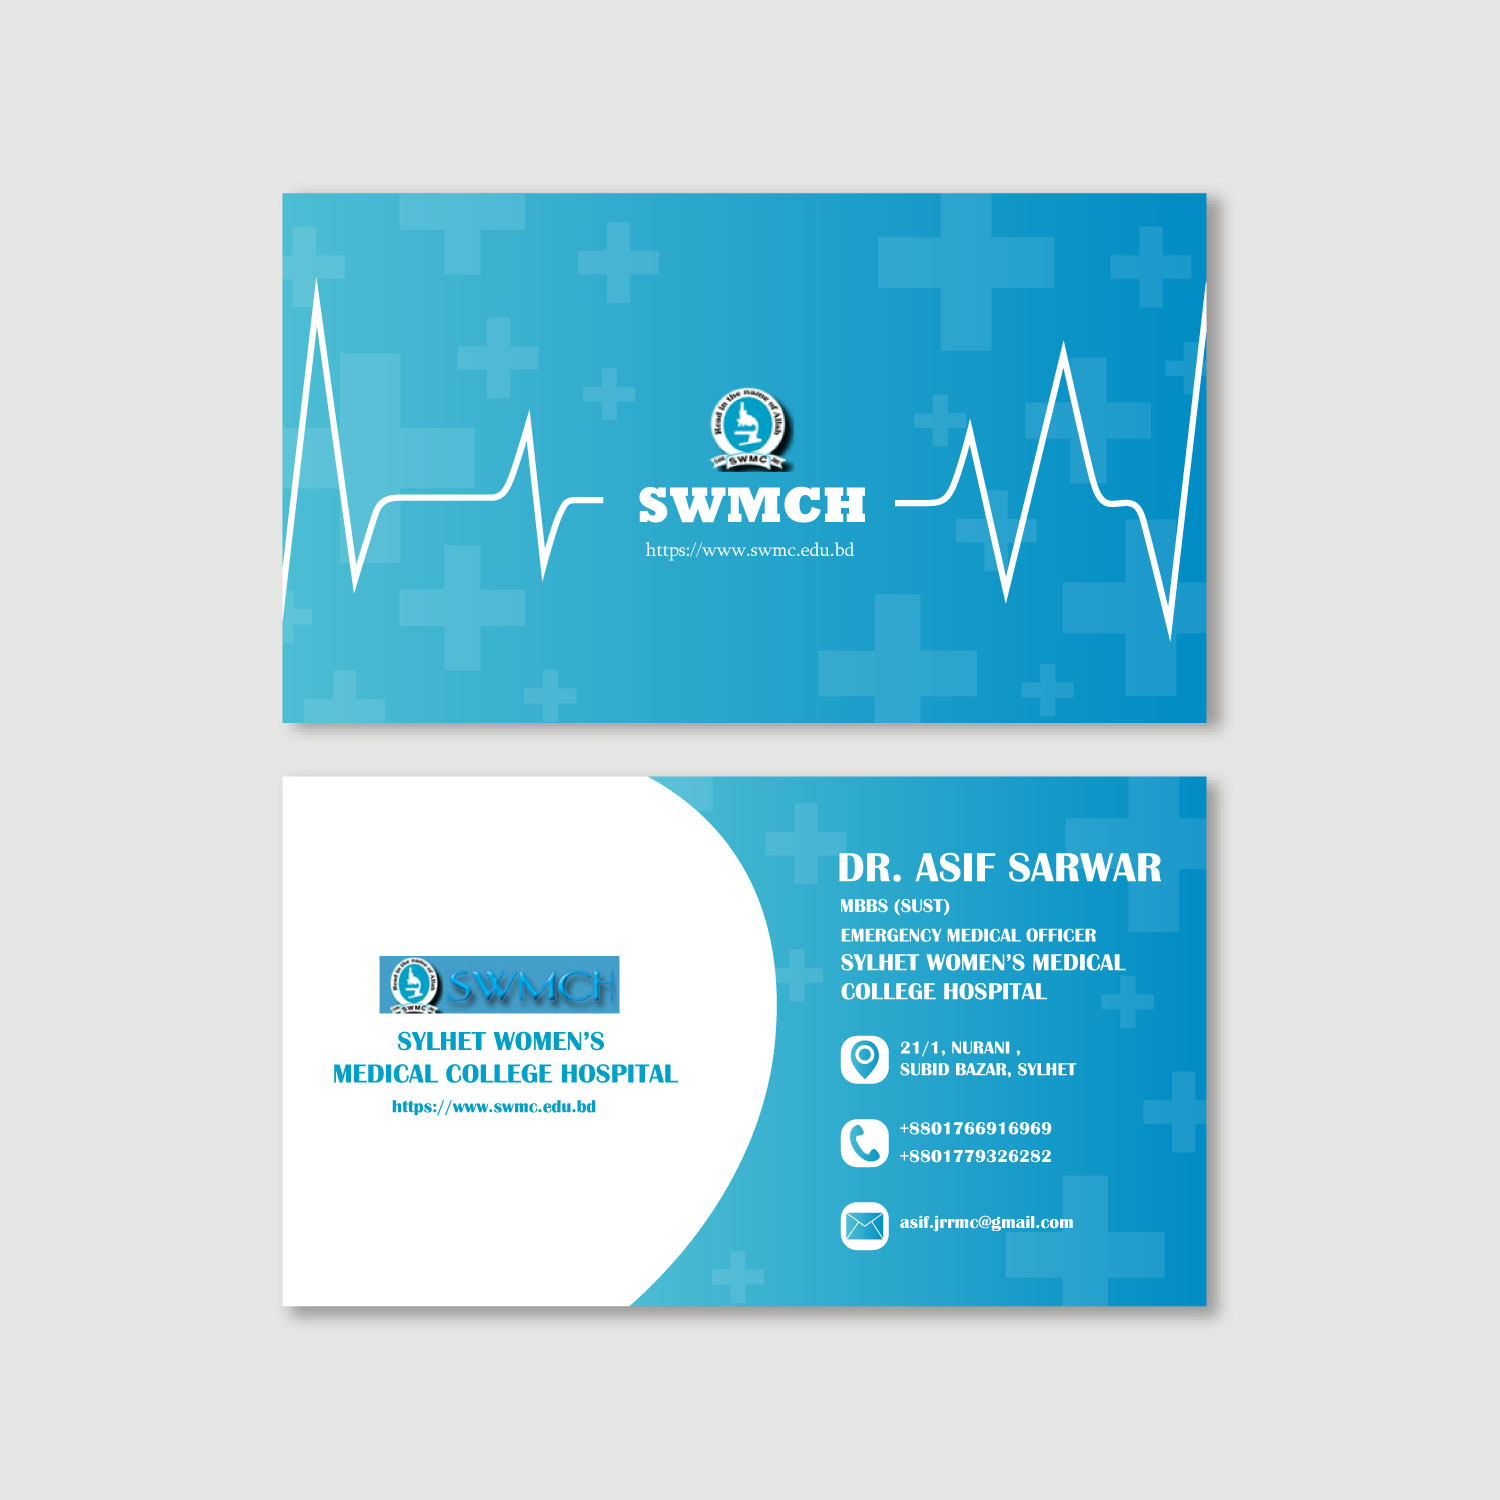 Read in the name of Allah
SWMC
SWMCH
https://www.swmc.edu.bd
Read in the name of Allah
SWMC
SWMCH
SYLHET WOMEN'S
MEDICAL COLLEGE HOSPITAL
https://www.swmc.edu.bd
DR. ASIF SARWAR
MBBS (SUST)
EMERGENCY MEDICAL OFFICER
SYLHET WOMEN'S MEDICAL
COLLEGE HOSPITAL
21/1, NURANI ,
SUBID BAZAR, SYLHET
+8801766916969
+8801779326282
asif.jrrmc@gmail.com